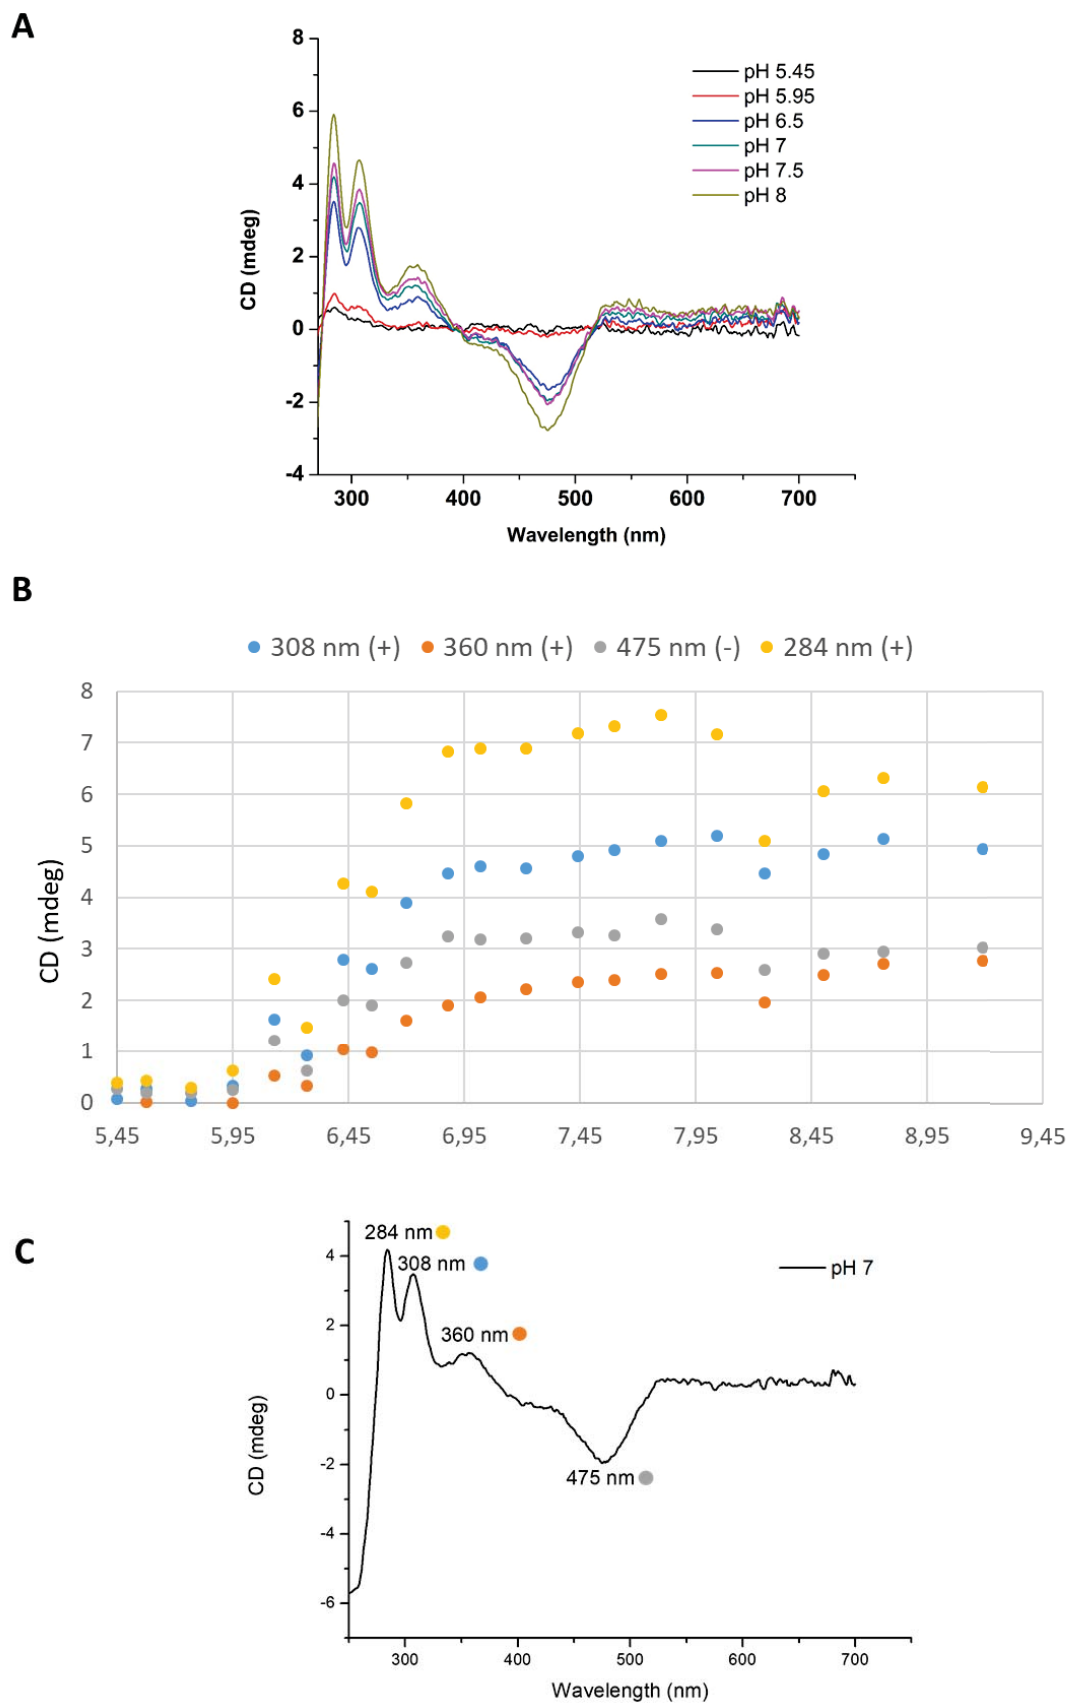 A
8
6
4
2
0
-2
-4
CD (mdeg)
300 400 500 600 700
Wavelength (nm)
pH 5.45
pH 5.95
pH 6.5
pH 7
pH 7.5
pH 8
B
308 nm (+) 360 nm (+) 475 nm (-) 284 nm (+)
8
7
6
5
4
3
2
1
0
CD (mdeg)
5,45 5,95 6,45 6,95 7,45 7,95 8,45 8,95 9,45
C
284 nm
308 nm
360 nm
475 nm
pH 7
4
2
0
-2
-4
-6
CD (mdeg)
300 400 500 600 700
Wavelength (nm)